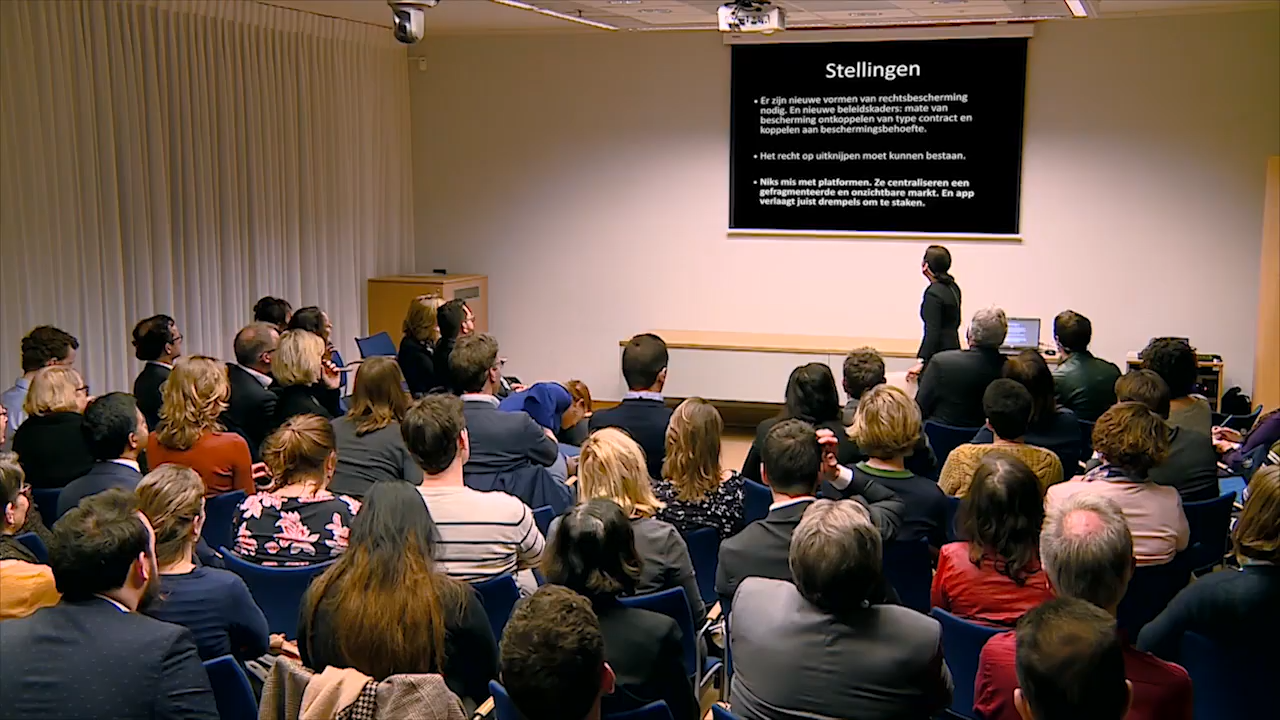 Stellingen
• Er zijn nieuwe vormen van rechtsbescherming
nodig. En nieuwe beleidskaders: mate van
bescherming ontkoppelen van type contract en
koppelen aan beschermingsbehoefte.
• Het recht op uitknijpen moet kunnen bestaan.
• Niks mis met platformen. Ze centraliseren een
gefragmenteerde en onzichtbare markt. En app
verlaagt juist drempels om te staken.